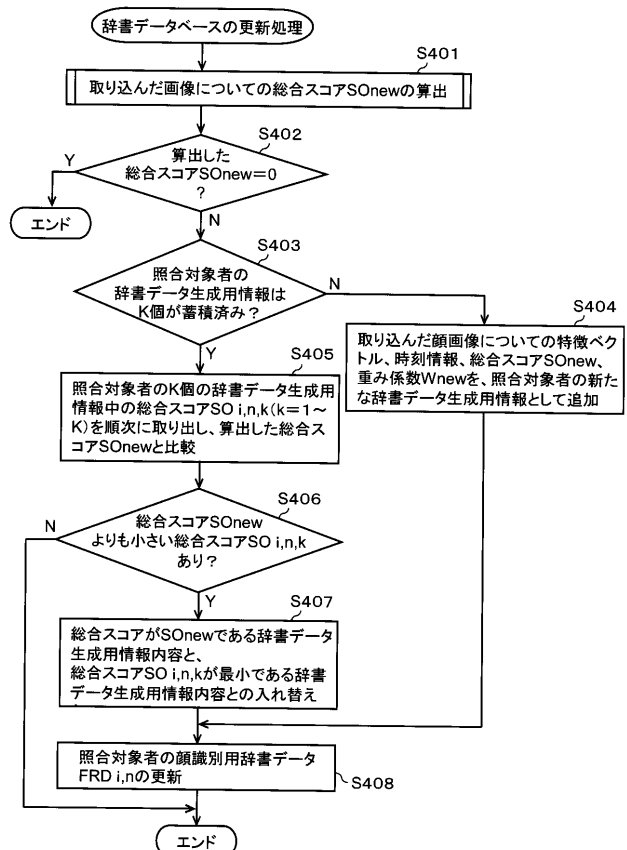 辞書データベースの更新処理
S401
取り込んだ画像についての総合スコアSOnewの算出
S402
算出した
総合スコアSOnew=0
?
Y
エンド
N
S403
照合対象者の
辞書データ生成用情報は
K個が蓄積済み?
N
Y
S404
取り込んだ顔画像についての特徴ベク
トル、時刻情報、総合スコアSOnew、
重み係数Wnewを、照合対象者の新た
な辞書データ生成用情報として追加
S405
照合対象者のK個の辞書データ生成用
情報中の総合スコアSO i,n,k(k=1～
K)を順次に取り出し、算出した総合ス
コアSOnewと比較
S406
総合スコアSOnew
よりも小さい総合スコアSO i,n,k
あり?
N
Y
S407
総合スコアがSOnewである辞書データ
生成用情報内容と、
総合スコアSO i,n,kが最小である辞書
データ生成用情報内容との入れ替え
照合対象者の顔識別用辞書データ
FRD i,nの更新
S408
エンド